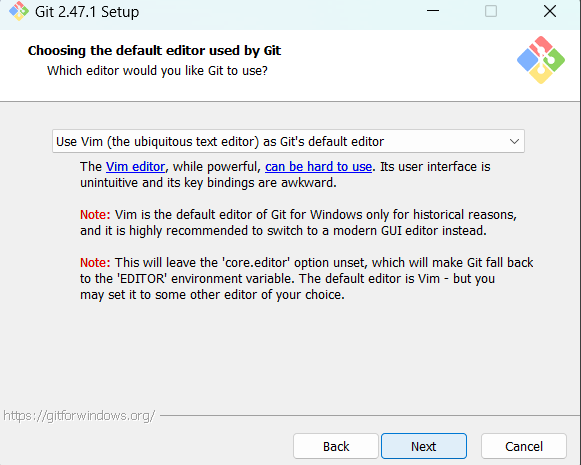 Git 2.47.1 Setup
Choosing the default editor used by Git
Which editor would you like Git to use?
Use Vim (the ubiquitous text editor) as Git's default editor
The Vim editor, while powerful, can be hard to use. Its user interface is
unintuitive and its key bindings are awkward.
Note: Vim is the default editor of Git for Windows only for historical reasons,
and it is highly recommended to switch to a modern GUI editor instead.
Note: This will leave the 'core.editor' option unset, which will make Git fall back
to the 'EDITOR' environment variable. The default editor is Vim - but you
may set it to some other editor of your choice.
https://gitforwindows.org/
Back Next Cancel